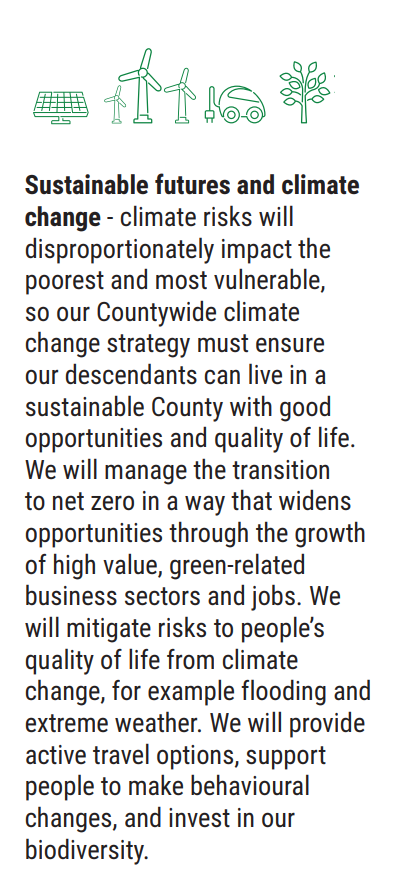 Sustainable futures and climate
change - climate risks will
disproportionately impact the
poorest and most vulnerable,
so our Countywide climate
change strategy must ensure
our descendants can live in a
sustainable County with good
opportunities and quality of life.
We will manage the transition
to net zero in a way that widens
opportunities through the growth
of high value, green-related
business sectors and jobs. We
will mitigate risks to people’s
quality of life from climate
change, for example flooding and
extreme weather. We will provide
active travel options, support
people to make behavioural
changes, and invest in our
biodiversity.